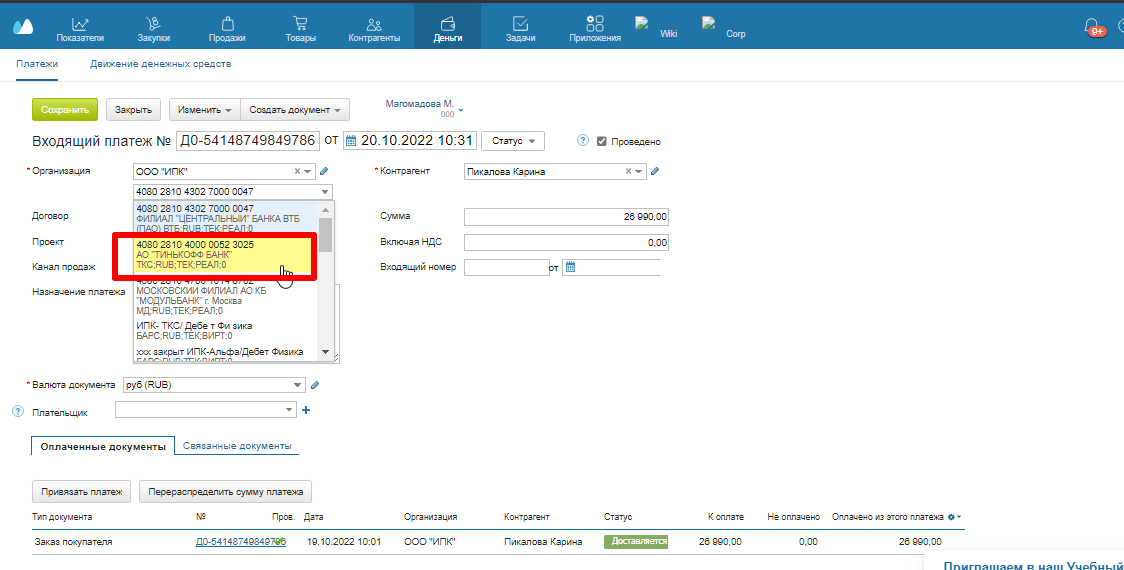 Показатели
Закупки
Продажи
Товары
Контрагенты
Деньги
Задачи
Приложения
Wiki
Corp
9+
Платежи
Движение денежных средств
Сохранить
Закрыть
Изменить
Создать документ
Магомадова М.
000
Входящий платеж № Д0-54148749849786 от 20.10.2022 10:31 Статус
? Проведено
* Организация
ООО "ИПК"
* Контрагент
Пикалова Карина
4080 2810 4302 7000 0047
4080 2810 4302 7000 0047
ФИЛИАЛ "ЦЕНТРАЛЬНЫЙ" БАНКА ВТБ
(ПАО) ВТБ;RUB;ТЕК;РЕАЛ;0
4080 2810 4000 0052 3025
АО "ТИНЬКОФФ БАНК"
ТКС;RUB;ТЕК;РЕАЛ;0
МОСКОВСКИЙ ФИЛИАЛ АО КБ
"МОДУЛЬБАНК" г. Москва
МД;RUB;ТЕК;РЕАЛ;0
ИПК- ТКС/ Дебе т Фи зика
БАРС;RUB;ТЕК;ВИРТ;0
xxx закрыт ИПК-Альфа/Дебет Физика
БАРС;RUB;ТЕК;ВИРТ;0
Договор
Проект
Канал продаж
Назначение платежа
Сумма
26 990,00
Включая НДС
0,00
Входящий номер
от
* Валюта документа
руб (RUB)
? Плательщик
Оплаченные документы
Связанные документы
Привязать платеж
Перераспределить сумму платежа
Тип документа № Пров. Дата Организация Контрагент Статус К оплате Не оплачено Оплачено из этого платежа
Заказ покупателя Д0-54148749849786 19.10.2022 10:01 ООО "ИПК" Пикалова Карина Доставляется 26 990,00 0,00 26 990,00
Приглашаем в наш Учебный